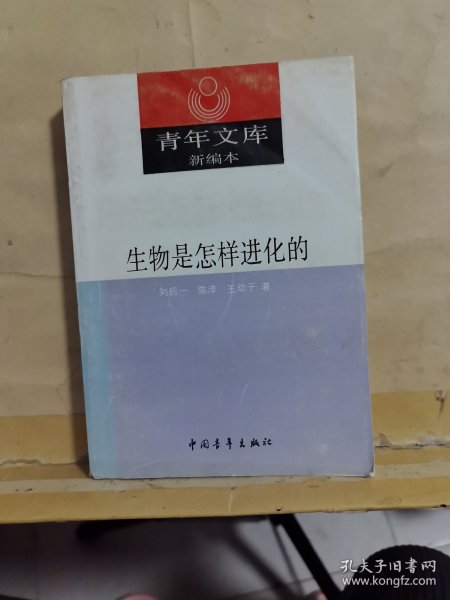 青年文库
新编本
生物是怎样进化的
刘后一 陈淳 王幼于 著
中国青年出版社
孔夫子旧书网
www.kongfz.com